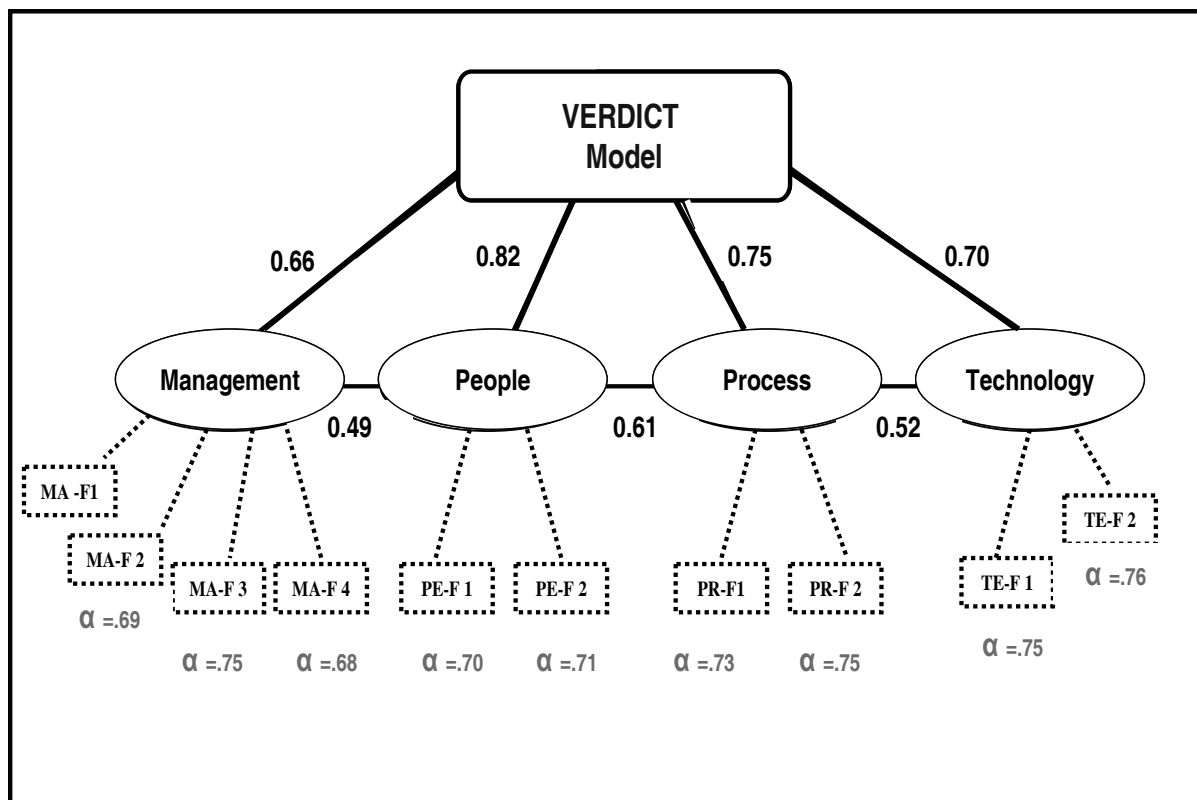 VERDICT
Model
0.66
0.82
0.75
0.70
Management
People
Process
Technology
0.49
0.61
0.52
MA -F1
MA-F 2
MA-F 3
MA-F 4
PE-F 1
PE-F 2
PR-F1
PR-F 2
TE-F 1
TE-F 2
α =.69
α =.75
α =.68
α =.70
α =.71
α =.73
α =.75
α =.75
α =.76